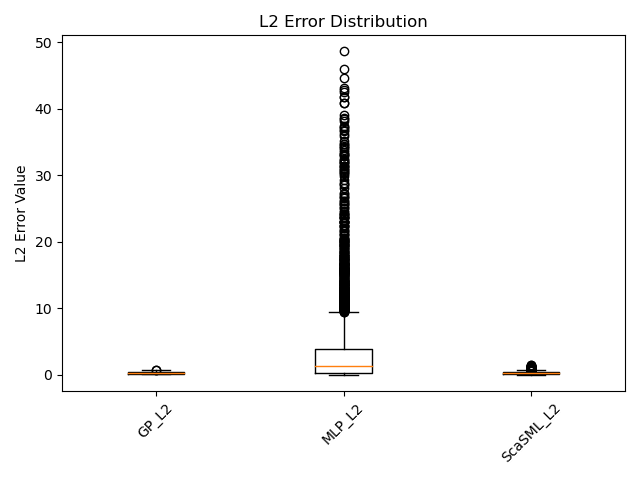 L2 Error Distribution
L2 Error Value
50
40
30
20
10
0
GP_L2
MLP_L2
ScaSML_L2